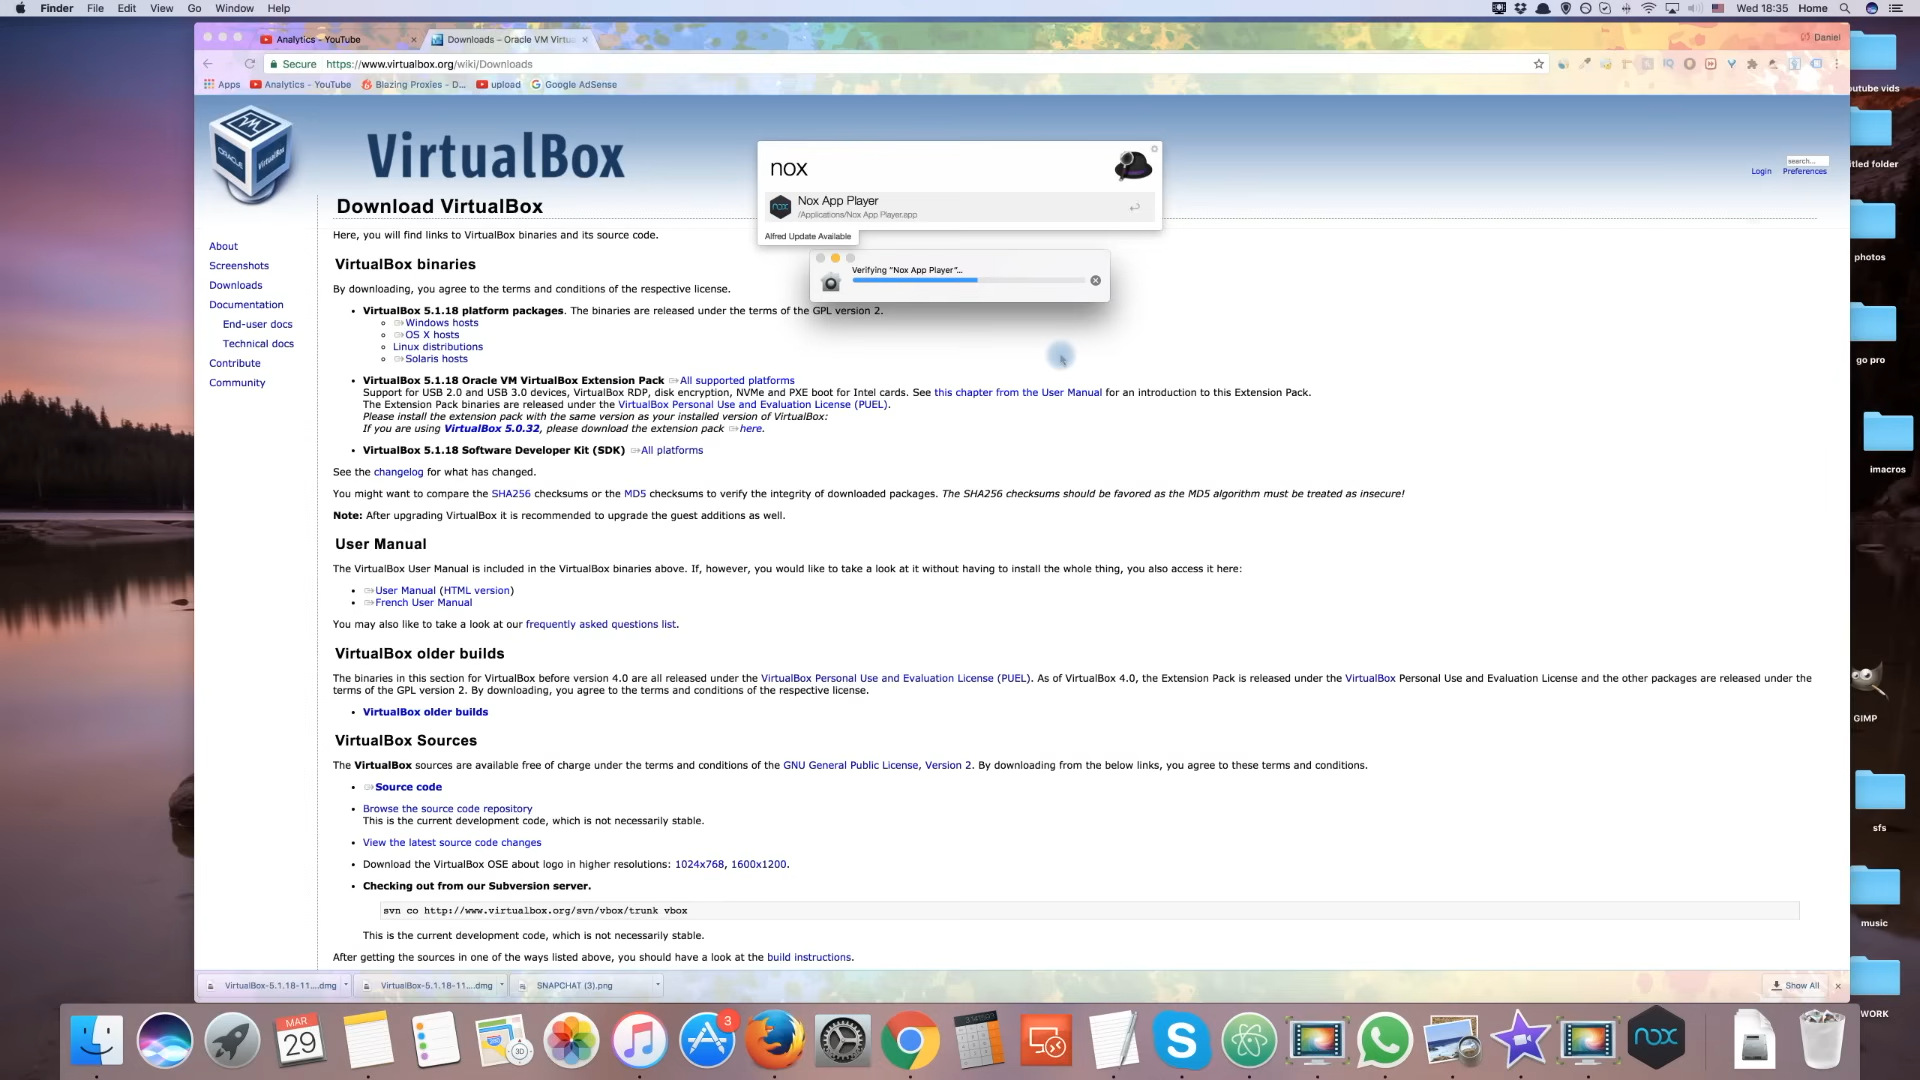 Finder File Edit View Go Window Help
Wed 18:35 Home
Analytics - YouTube
Downloads – Oracle VM Virtua
Daniel
Secure https://www.virtualbox.org/wiki/Downloads
Apps Analytics - YouTube Blazing Proxies - D... upload Google AdSense
VirtualBox
search...
Login Preferences
nox
Nox App Player
/Applications/Nox App Player.app
Alfred Update Available
Verifying "Nox App Player"...
About
Screenshots
Downloads
Documentation
End-user docs
Technical docs
Contribute
Community
Download VirtualBox
Here, you will find links to VirtualBox binaries and its source code.
VirtualBox binaries
By downloading, you agree to the terms and conditions of the respective license.
• VirtualBox 5.1.18 platform packages. The binaries are released under the terms of the GPL version 2.
Windows hosts
OS X hosts
Linux distributions
Solaris hosts
• VirtualBox 5.1.18 Oracle VM VirtualBox Extension Pack All supported platforms
Support for USB 2.0 and USB 3.0 devices, VirtualBox RDP, disk encryption, NVMe and PXE boot for Intel cards. See this chapter from the User Manual for an introduction to this Extension Pack.
The Extension Pack binaries are released under the VirtualBox Personal Use and Evaluation License (PUEL).
Please install the extension pack with the same version as your installed version of VirtualBox:
If you are using VirtualBox 5.0.32, please download the extension pack here.
• VirtualBox 5.1.18 Software Developer Kit (SDK) All platforms
See the changelog for what has changed.
You might want to compare the SHA256 checksums or the MD5 checksums to verify the integrity of downloaded packages. The SHA256 checksums should be favored as the MD5 algorithm must be treated as insecure!
Note: After upgrading VirtualBox it is recommended to upgrade the guest additions as well.
User Manual
The VirtualBox User Manual is included in the VirtualBox binaries above. If, however, you would like to take a look at it without having to install the whole thing, you also access it here:
• User Manual (HTML version)
• French User Manual
You may also like to take a look at our frequently asked questions list.
VirtualBox older builds
The binaries in this section for VirtualBox before version 4.0 are all released under the VirtualBox Personal Use and Evaluation License (PUEL). As of VirtualBox 4.0, the Extension Pack is released under the VirtualBox Personal Use and Evaluation License and the other packages are released under the
terms of the GPL version 2. By downloading, you agree to the terms and conditions of the respective license.
• VirtualBox older builds
VirtualBox Sources
The VirtualBox sources are available free of charge under the terms and conditions of the GNU General Public License, Version 2. By downloading from the below links, you agree to these terms and conditions.
• Source code
• Browse the source code repository
This is the current development code, which is not necessarily stable.
• View the latest source code changes
• Download the VirtualBox OSE about logo in higher resolutions: 1024x768, 1600x1200.
• Checking out from our Subversion server.
svn co http://www.virtualbox.org/svn/vbox/trunk vbox
This is the current development code, which is not necessarily stable.
After getting the sources in one of the ways listed above, you should have a look at the build instructions.
VirtualBox-5.1.18-11....dmg VirtualBox-5.1.18-11....dmg SNAPCHAT (3).png Show All
outube vids
titled folder
photos
go pro
imacros
GIMP
sfs
music
WORK
MAR
29
3D
3
nox